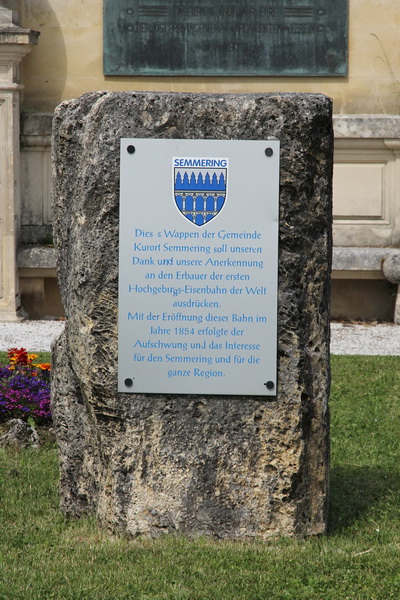 SEMMERING
Dies s Wappen der Gemeinde
Kurort Semmering soll unseren
Dank und unsere Anerkennung
an den Erbauer der ersten
Hochgebirgs-Eisenbahn der Welt
ausdrücken.
Mit der Eröffnung dieser Bahn im
Jahre 1854 erfolgte der
Aufschwung und das Interesse
für den Semmering und für die
ganze Region.